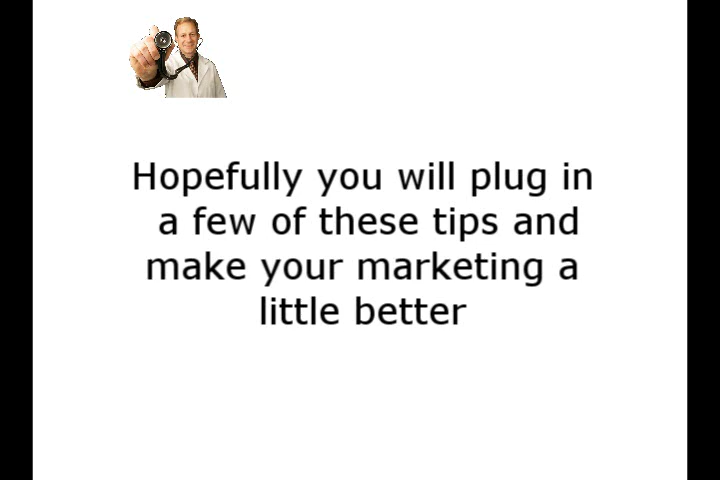 Hopefully you will plug in
a few of these tips and
make your marketing a
little better